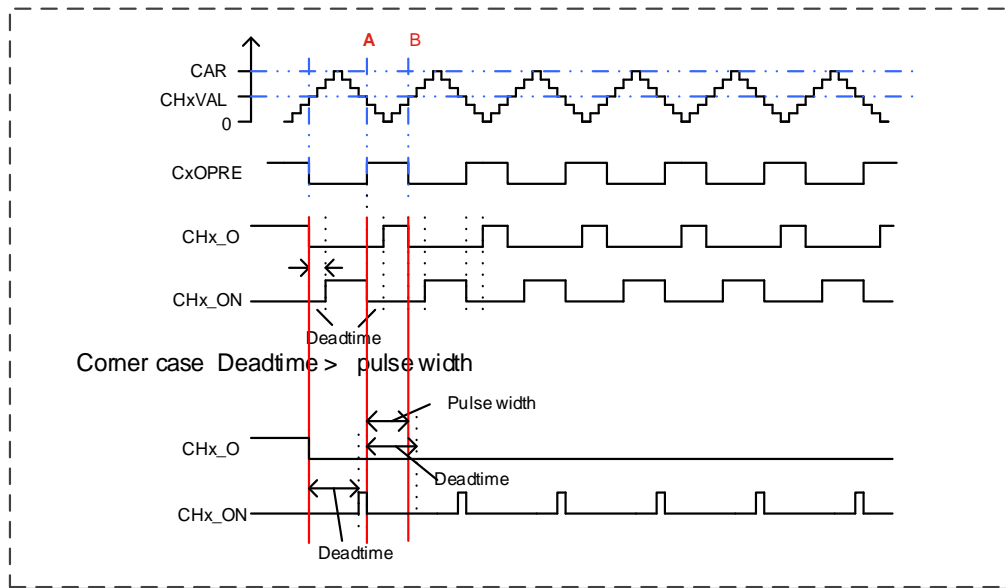 A B
CAR
CHxVAL
0
CxOPRE
CHx_O
CHx_ON
Deadtime
Corner case Deadtime > pulse width
Pulse width
CHx_O
Deadtime
CHx_ON
Deadtime